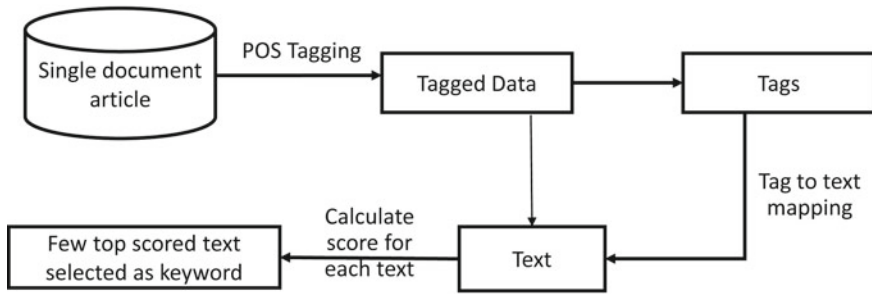 Single document
article
POS Tagging
Tagged Data
Tags
Tag to text
mapping
Text
Calculate
score for
each text
Few top scored text
selected as keyword